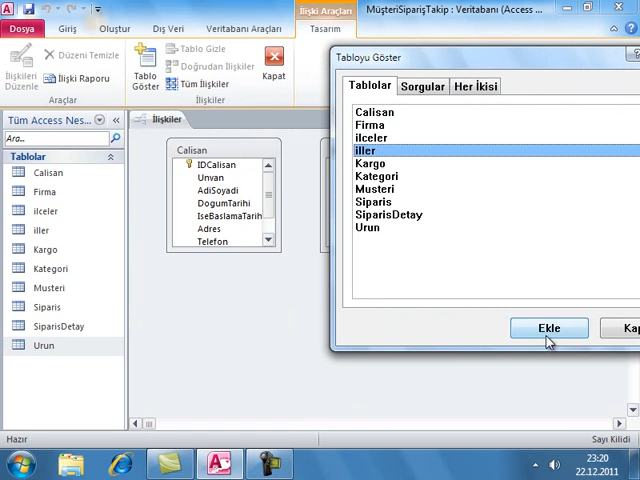 İlişki Araçları
MüşteriSiparişTakip : Veritabanı (Access ...
Dosya
Giriş
Oluştur
Dış Veri
Veritabanı Araçları
Tasarım
İlişkileri Düzenle
Düzeni Temizle
İlişki Raporu
Araçlar
Tablo Göster
Tabloyu Gizle
Doğrudan İlişkiler
Tüm İlişkiler
İlişkiler
Kapat
Tabloyu Göster
Tablolar
Sorgular
Her İkisi
Calisan
Firma
ilceler
iller
Kargo
Kategori
Musteri
Siparis
SiparisDetay
Urun
Ekle
Kap
Tüm Access Nes...
Ara...
Tablolar
Calisan
Firma
ilceler
iller
Kargo
Kategori
Musteri
Siparis
SiparisDetay
Urun
İlişkiler
Calisan
IDCalisan
Unvan
AdiSoyadi
DogumTarihi
IseBaslamaTarih
Adres
Telefon
Hazır
Sayı Kilidi
23:20
22.12.2011